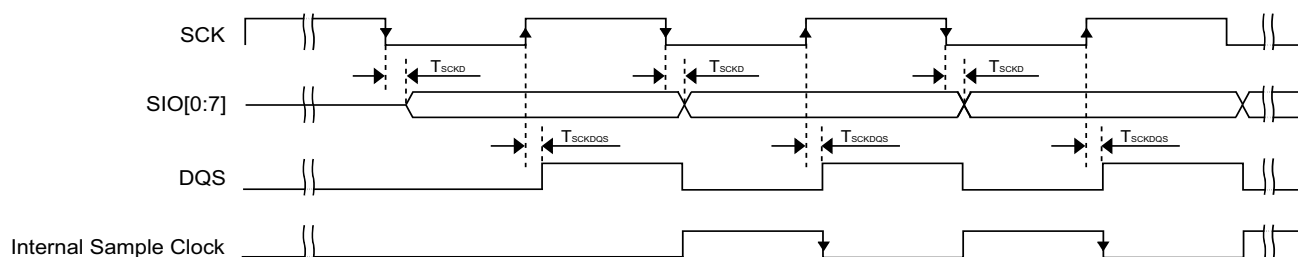 SCK
TSCKD TSCKD TSCKD
SIO[0:7]
TSCKDQS TSCKDQS TSCKDQS
DQS
Internal Sample Clock